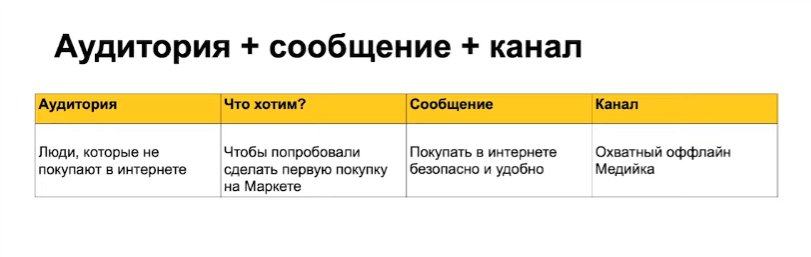 Аудитория + сообщение + канал
Аудитория
Что хотим?
Сообщение
Канал
Люди, которые не
покупают в интернете
Чтобы попробовали
сделать первую покупку
на Маркете
Покупать в интернете
безопасно и удобно
Охватный оффлайн
Медийка